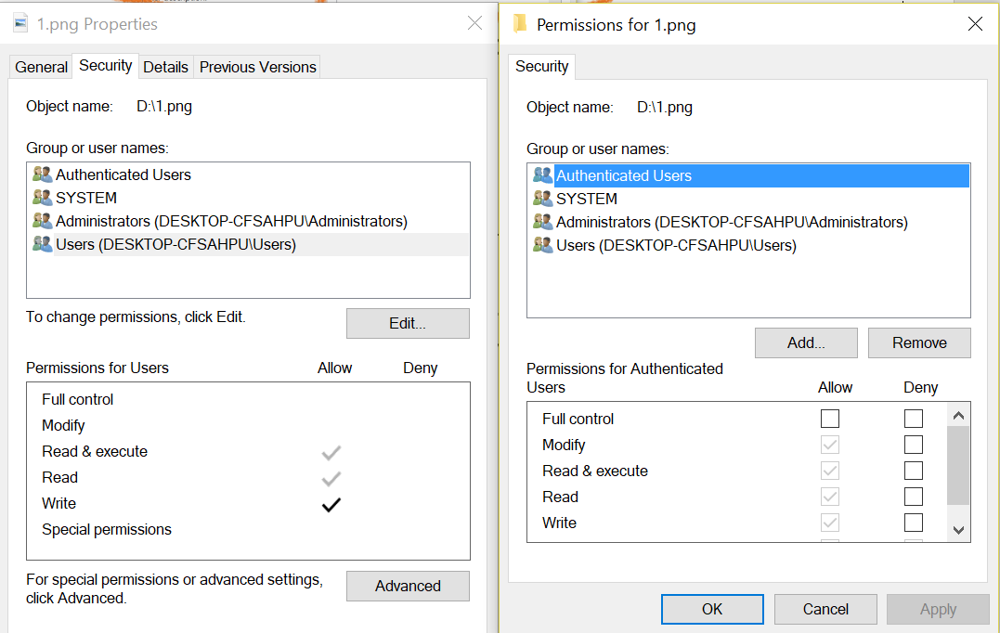 1.png Properties
General Security Details Previous Versions
Object name: D:\1.png
Group or user names:
Authenticated Users
SYSTEM
Administrators (DESKTOP-CFSAHPU\Administrators)
Users (DESKTOP-CFSAHPU\Users)
To change permissions, click Edit.
Edit...
Permissions for Users Allow Deny
Full control
Modify
Read & execute
Read
Write
Special permissions
For special permissions or advanced settings,
click Advanced.
Advanced
Permissions for 1.png
Security
Object name: D:\1.png
Group or user names:
Authenticated Users
SYSTEM
Administrators (DESKTOP-CFSAHPU\Administrators)
Users (DESKTOP-CFSAHPU\Users)
Add... Remove
Permissions for Authenticated
Users Allow Deny
Full control
Modify
Read & execute
Read
Write
OK Cancel Apply